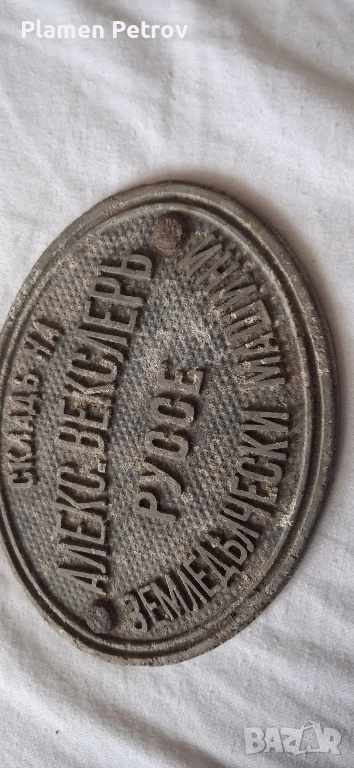 Plamen Petrov
СКЛАДЪ НА
АЛЕКС. ВЕКСЛЕРЪ
РУССЕ
ЗЕМЛЕДѢЛЧЕСКИ МАШИНИ
BAZAR